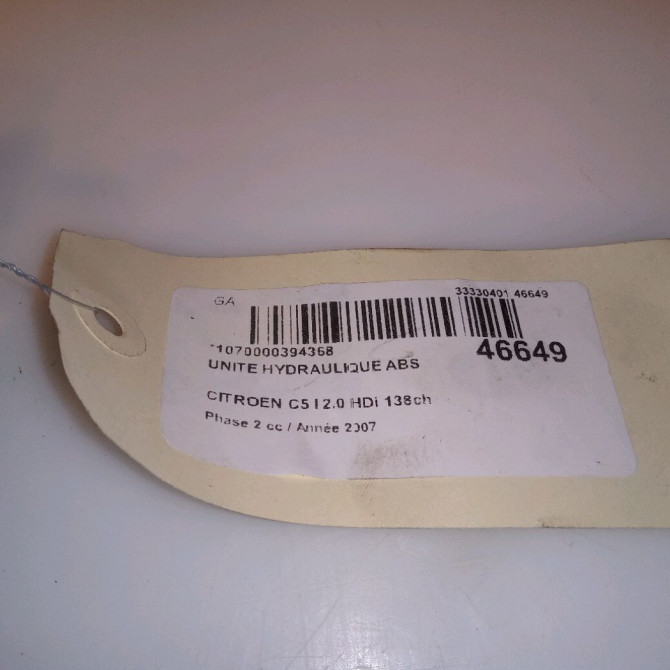 GA
33330401 46649
*1070000394368
46649
UNITE HYDRAULIQUE ABS
CITROEN C5 I 2.0 HDi 138ch
Phase 2 cc / Année 2007